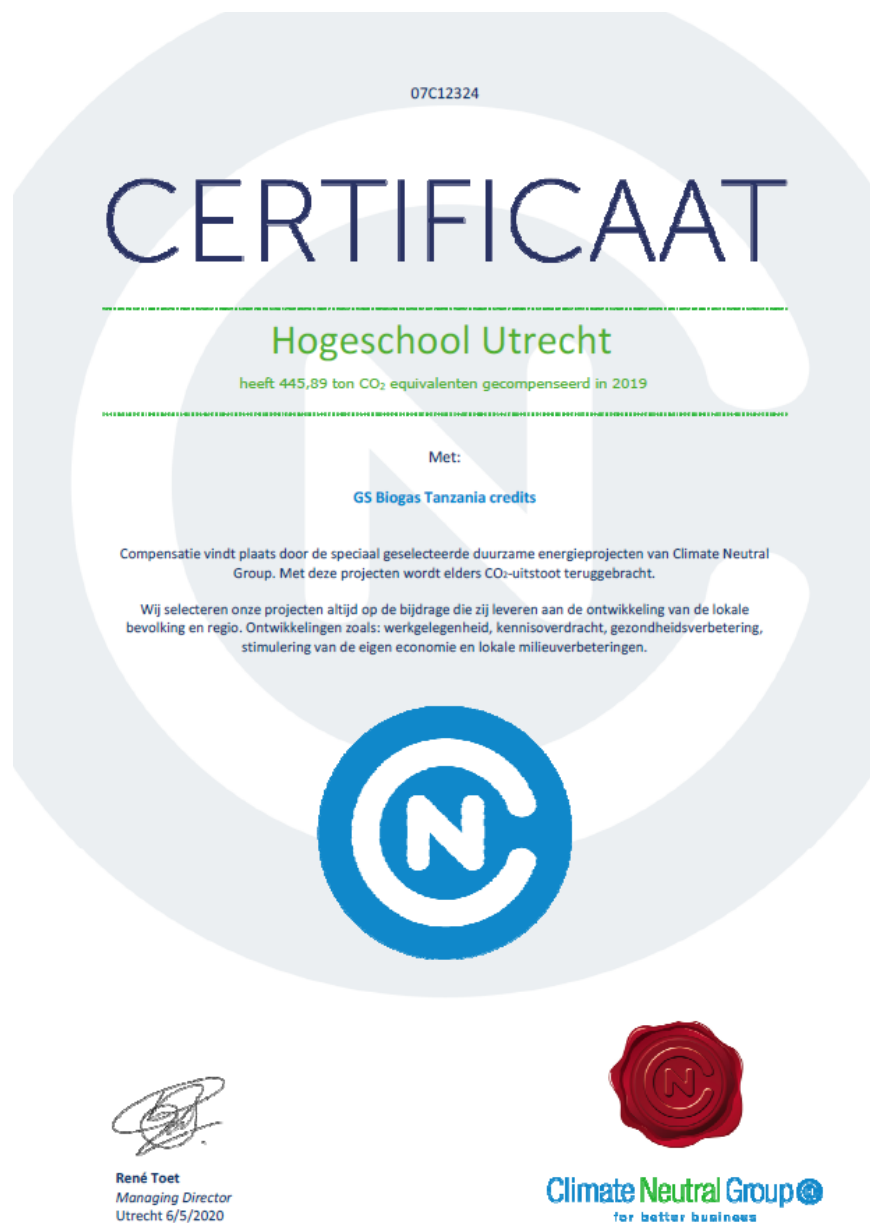 07C12324
CERTIFICAAT
Hogeschool Utrecht
heeft 445,89 ton CO₂ equivalenten gecompenseerd in 2019
Met:
GS Biogas Tanzania credits
Compensatie vindt plaats door de speciaal geselecteerde duurzame energieprojecten van Climate Neutral
Group. Met deze projecten wordt elders CO₂-uitstoot teruggebracht.
Wij selecteren onze projecten altijd op de bijdrage die zij leveren aan de ontwikkeling van de lokale
bevolking en regio. Ontwikkelingen zoals: werkgelegenheid, kennisoverdracht, gezondheidsverbetering,
stimulering van de eigen economie en lokale milieuverbeteringen.
CN
CN
René Toet
Managing Director
Utrecht 6/5/2020
Climate Neutral Group
for better business